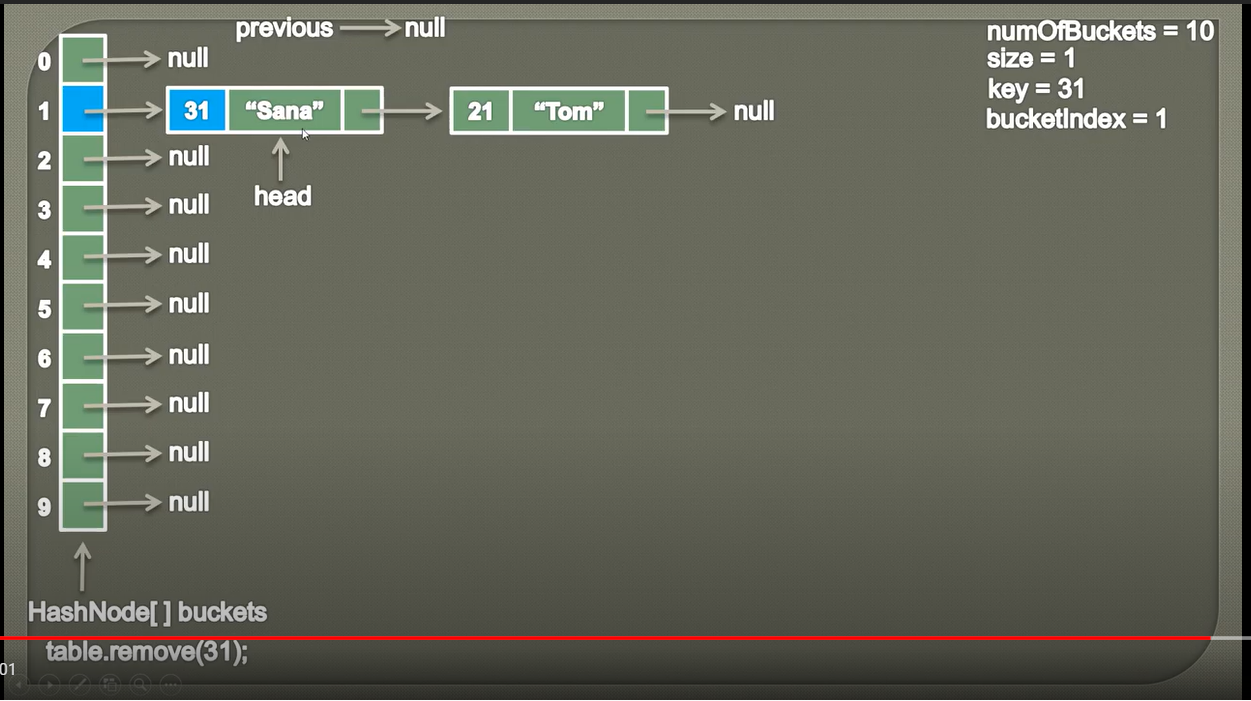 previous → null
numOfBuckets = 10
size = 1
key = 31
bucketIndex = 1
0 → null
1 → 31 “Sana” → 21 “Tom” → null
head
2 → null
3 → null
4 → null
5 → null
6 → null
7 → null
8 → null
9 → null
HashNode[ ] buckets
table.remove(31);
01